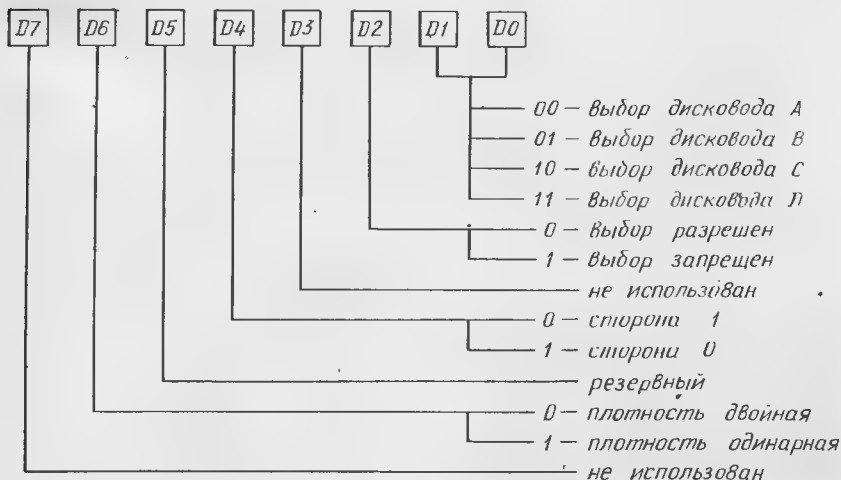 D7 D6 D5 D4 D3 D2 D1 D0
00 — выбор дисковода A
01 — выбор дисковода B
10 — выбор дисковода C
11 — выбор дисковода D
0 — выбор разрешен
1 — выбор запрещен
не использован
0 — сторона 1
1 — сторона 0
резервный
0 — плотность двойная
1 — плотность одинарная
не использован